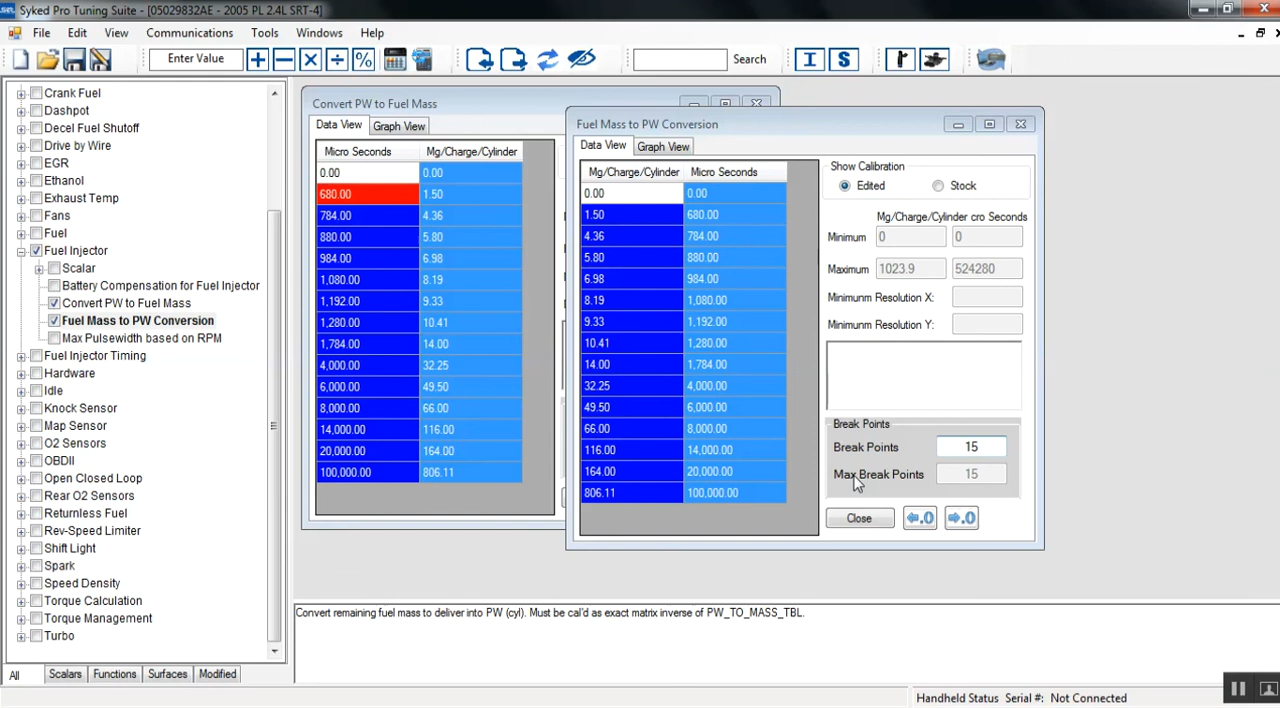 Syked Pro Tuning Suite - [05029832AE - 2005 PL 2.4L SRT-4]
File Edit View Communications Tools Windows Help
Enter Value + − × ÷ % Search I S
Crank Fuel
Dashpot
Decel Fuel Shutoff
Drive by Wire
EGR
Ethanol
Exhaust Temp
Fans
Fuel
Fuel Injector
Scalar
Battery Compensation for Fuel Injector
Convert PW to Fuel Mass
Fuel Mass to PW Conversion
Max Pulsewidth based on RPM
Fuel Injector Timing
Hardware
Idle
Knock Sensor
Map Sensor
O2 Sensors
OBDII
Open Closed Loop
Rear O2 Sensors
Returnless Fuel
Rev-Speed Limiter
Shift Light
Spark
Speed Density
Torque Calculation
Torque Management
Turbo
All Scalars Functions Surfaces Modified
Convert PW to Fuel Mass
Data View Graph View
Micro Seconds Mg/Charge/Cylinder
0.00 0.00
680.00 1.50
784.00 4.36
880.00 5.80
984.00 6.98
1,080.00 8.19
1,192.00 9.33
1,280.00 10.41
1,784.00 14.00
4,000.00 32.25
6,000.00 49.50
8,000.00 66.00
14,000.00 116.00
20,000.00 164.00
100,000.00 806.11
Fuel Mass to PW Conversion
Data View Graph View
Mg/Charge/Cylinder Micro Seconds
0.00 0.00
1.50 680.00
4.36 784.00
5.80 880.00
6.98 984.00
8.19 1,080.00
9.33 1,192.00
10.41 1,280.00
14.00 1,784.00
32.25 4,000.00
49.50 6,000.00
66.00 8,000.00
116.00 14,000.00
164.00 20,000.00
806.11 100,000.00
Show Calibration
Edited Stock
Mg/Charge/Cylinder cro Seconds
Minimum 0 0
Maximum 1023.9 524280
Minimunm Resolution X:
Minimunm Resolution Y:
Break Points
Break Points 15
Max Break Points 15
Close .0 .0
Convert remaining fuel mass to deliver into PW (cyl). Must be cal'd as exact matrix inverse of PW_TO_MASS_TBL.
Handheld Status Serial #: Not Connected